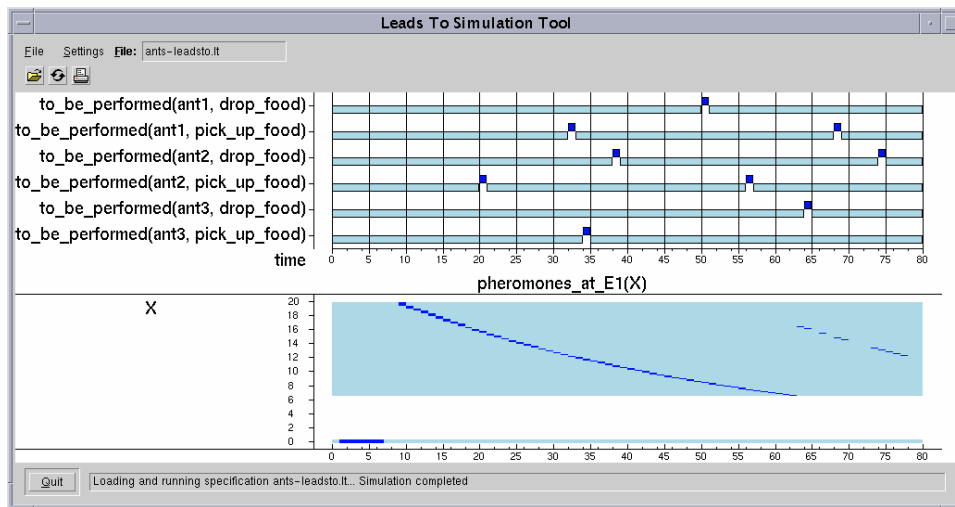 Leads To Simulation Tool
File Settings File: ants-leadsto.lt
to_be_performed(ant1, drop_food)
to_be_performed(ant1, pick_up_food)
to_be_performed(ant2, drop_food)
to_be_performed(ant2, pick_up_food)
to_be_performed(ant3, drop_food)
to_be_performed(ant3, pick_up_food)
time 0 5 10 15 20 25 30 35 40 45 50 55 60 65 70 75 80
pheromones_at_E1(X)
X
20
18
16
14
12
10
8
6
4
2
0
0 5 10 15 20 25 30 35 40 45 50 55 60 65 70 75 80
Quit Loading and running specification ants-leadsto.lt... Simulation completed